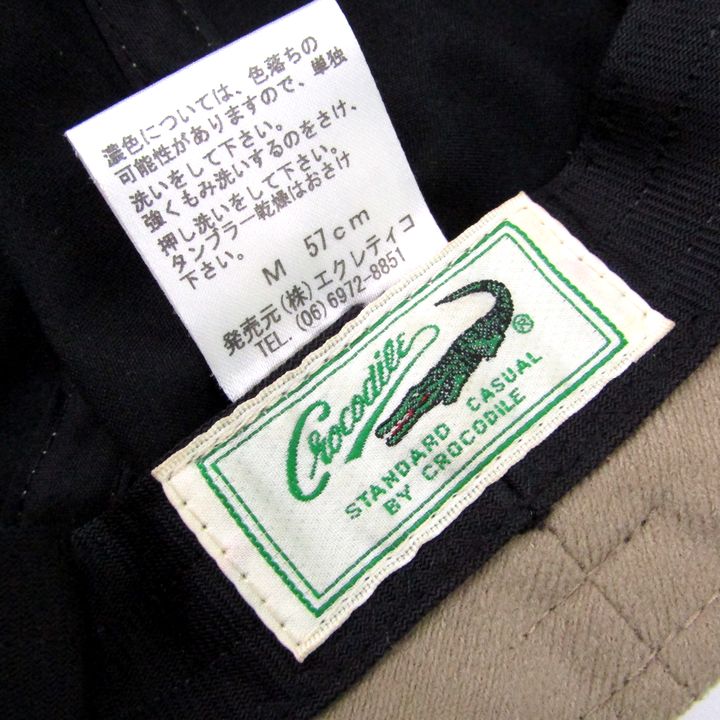 濃色については、色落ちの
可能性がありますので、単独
洗いをして下さい。
強くもみ洗いするのをさけ、
押し洗いをして下さい。
タンブラー乾燥はおさけ
下さい。
M 57cm
発売元(株)エクレティコ
TEL. (06)6972-8851
Crocodile
®
STANDARD CASUAL
BY CROCODILE